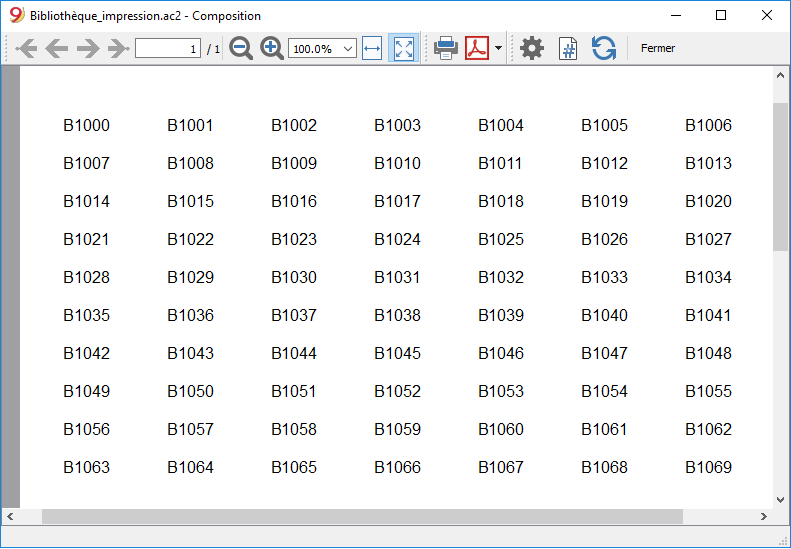 Bibliothèque_impression.ac2 - Composition
1 / 1 100.0% Fermer
B1000 B1001 B1002 B1003 B1004 B1005 B1006
B1007 B1008 B1009 B1010 B1011 B1012 B1013
B1014 B1015 B1016 B1017 B1018 B1019 B1020
B1021 B1022 B1023 B1024 B1025 B1026 B1027
B1028 B1029 B1030 B1031 B1032 B1033 B1034
B1035 B1036 B1037 B1038 B1039 B1040 B1041
B1042 B1043 B1044 B1045 B1046 B1047 B1048
B1049 B1050 B1051 B1052 B1053 B1054 B1055
B1056 B1057 B1058 B1059 B1060 B1061 B1062
B1063 B1064 B1065 B1066 B1067 B1068 B1069